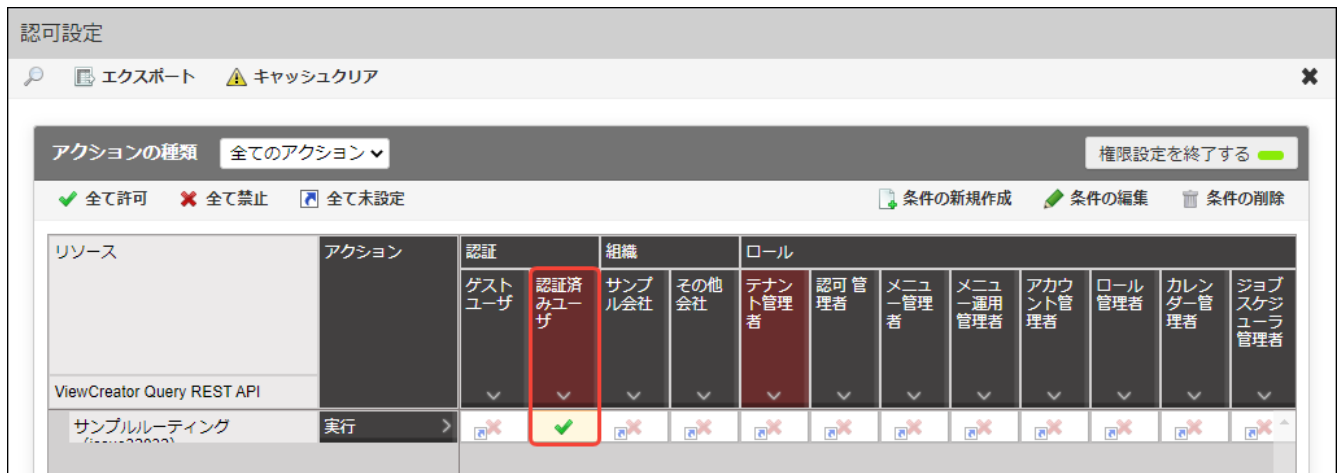 認可設定
エクスポート キャッシュクリア
アクションの種類 全てのアクション 権限設定を終了する
全て許可 全て禁止 全て未設定 条件の新規作成 条件の編集 条件の削除
リソース アクション 認証 組織 ロール
ゲスト
ユーザ
認証済
みユー
ザ
サンプ
ル会社
その他
会社
テナン
ト管理
者
認可 管
理者
メニュ
ー管理
者
メニュ
ー運用
管理者
アカウ
ント管
理者
ロール
管理者
カレン
ダー管
理者
ジョブ
スケジ
ューラ
管理者
ViewCreator Query REST API
サンプルルーティング 実行